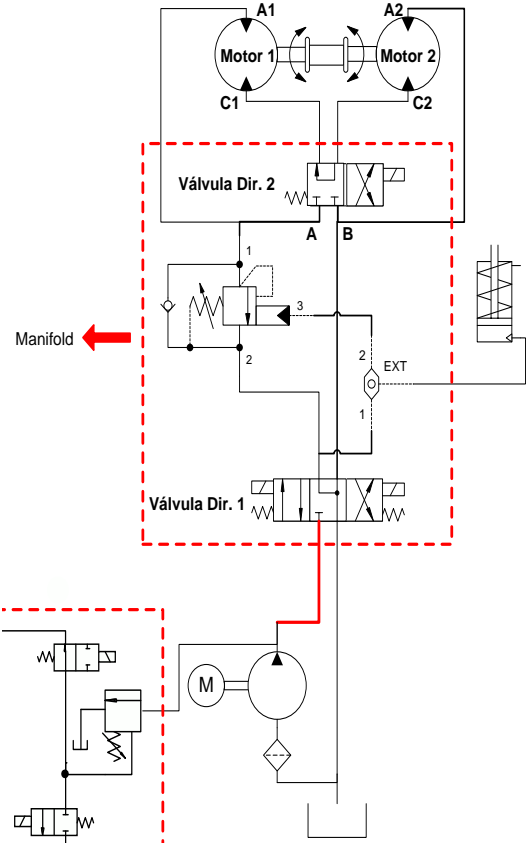 A1
A2
Motor 1
Motor 2
C1
C2
Válvula Dir. 2
A
B
1
3
Manifold
2
EXT
2
1
Válvula Dir. 1
M